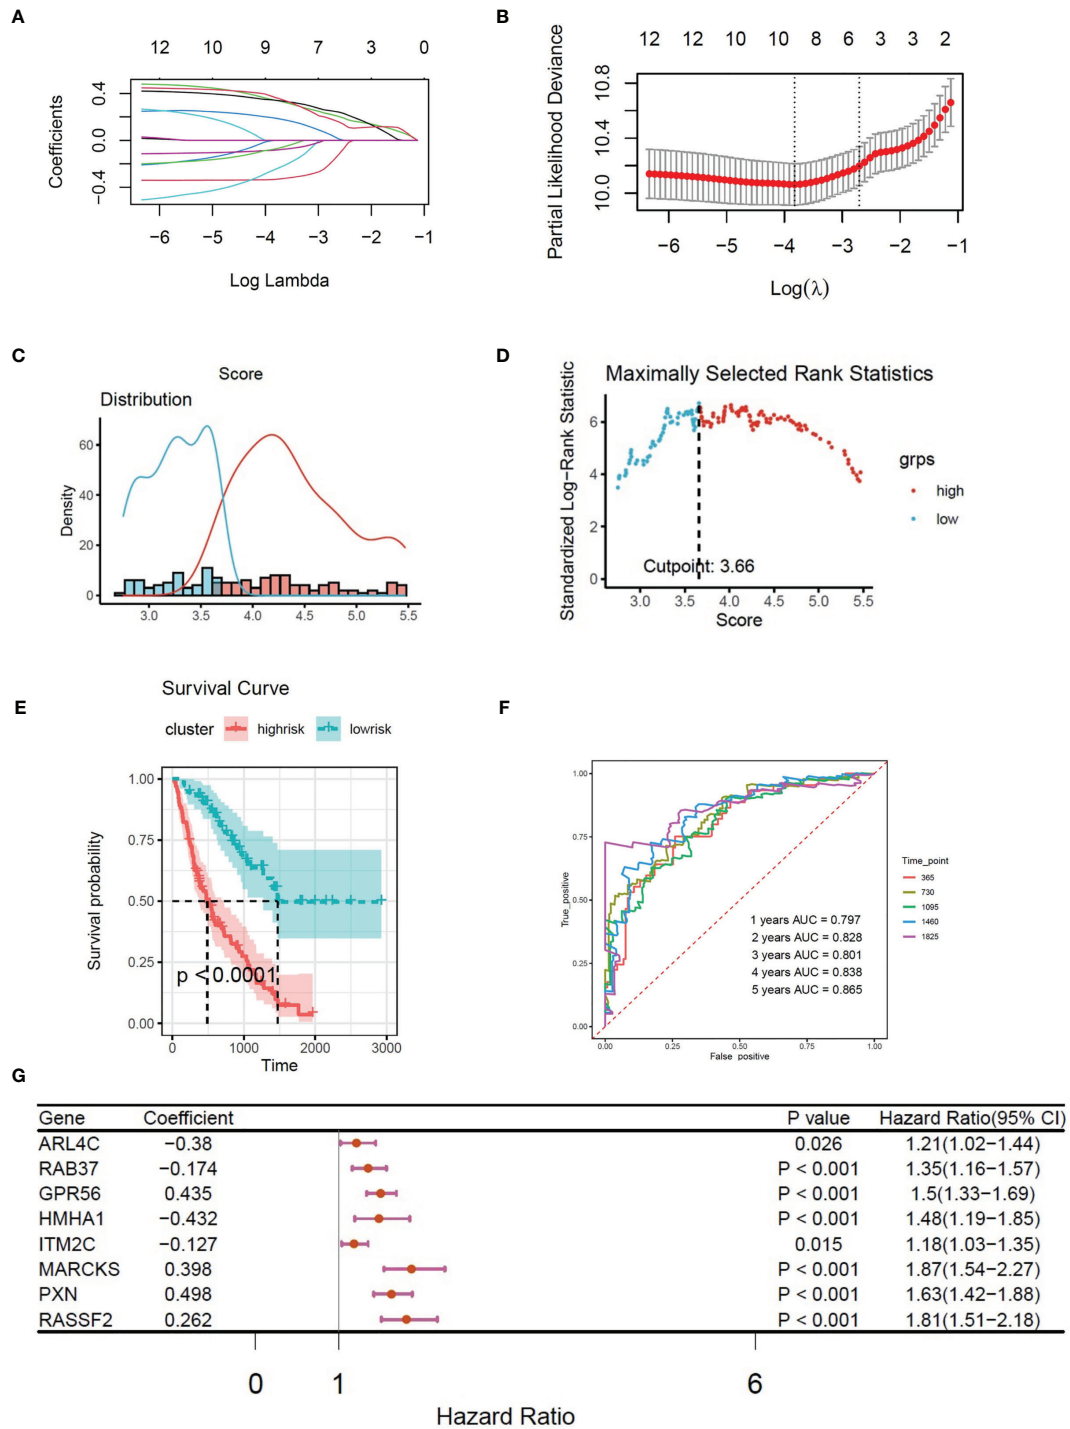 A
12 10 9 7 3 0
Coefficients
0.4
0.0
−0.4
−6 −5 −4 −3 −2 −1
Log Lambda
B
12 12 10 10 8 6 3 3 2
Partial Likelihood Deviance
10.8
10.4
10.0
−6 −5 −4 −3 −2 −1
Log(λ)
C
Score
Distribution
Density
60
40
20
0
3.0 3.5 4.0 4.5 5.0 5.5
D
Maximally Selected Rank Statistics
Standardized Log−Rank Statistic
6
4
2
0
Cutpoint: 3.66
3.0 3.5 4.0 4.5 5.0 5.5
Score
grps
high
low
E
Survival Curve
cluster highrisk lowrisk
Survival probability
1.00
0.75
0.50
0.25
0.00
p < 0.0001
0 1000 2000 3000
Time
F
True_positive
1.00
0.75
0.50
0.25
0.00
1 years AUC = 0.797
2 years AUC = 0.828
3 years AUC = 0.801
4 years AUC = 0.838
5 years AUC = 0.865
0.00 0.25 0.50 0.75 1.00
False_positive
Time_point
365
730
1095
1460
1825
G
Gene Coefficient P value Hazard Ratio(95% CI)
ARL4C −0.38 0.026 1.21(1.02−1.44)
RAB37 −0.174 P < 0.001 1.35(1.16−1.57)
GPR56 0.435 P < 0.001 1.5(1.33−1.69)
HMHA1 −0.432 P < 0.001 1.48(1.19−1.85)
ITM2C −0.127 0.015 1.18(1.03−1.35)
MARCKS 0.398 P < 0.001 1.87(1.54−2.27)
PXN 0.498 P < 0.001 1.63(1.42−1.88)
RASSF2 0.262 P < 0.001 1.81(1.51−2.18)
0 1 6
Hazard Ratio